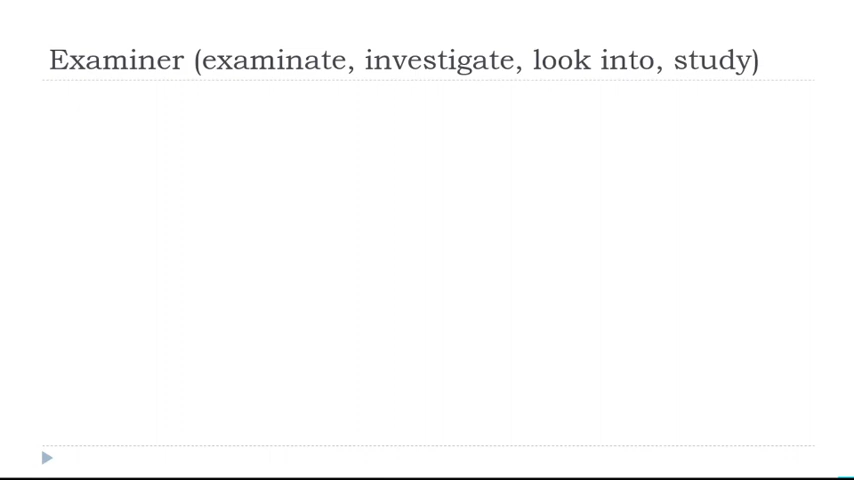 Examiner (examinate, investigate, look into, study)